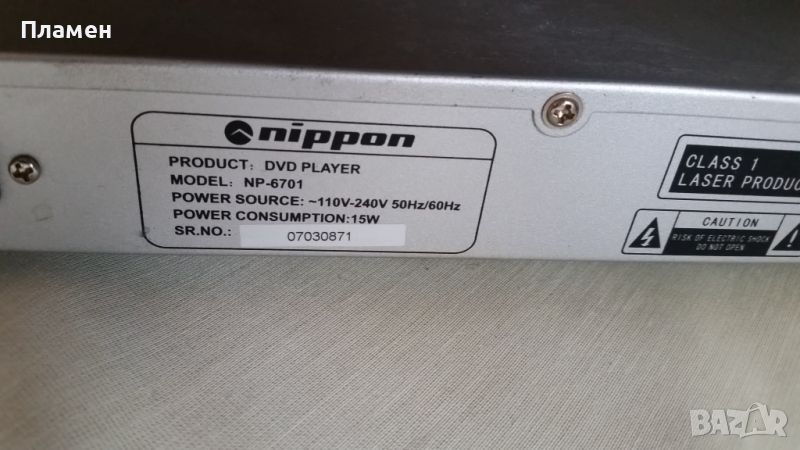 Пламен
nippon
PRODUCT: DVD PLAYER
MODEL: NP-6701
POWER SOURCE: ~110V-240V 50Hz/60Hz
POWER CONSUMPTION:15W
SR.NO.: 07030871
CLASS 1
LASER PRODUC
CAUTION
RISK OF ELECTRIC SHOCK
DO NOT OPEN
BAZAR